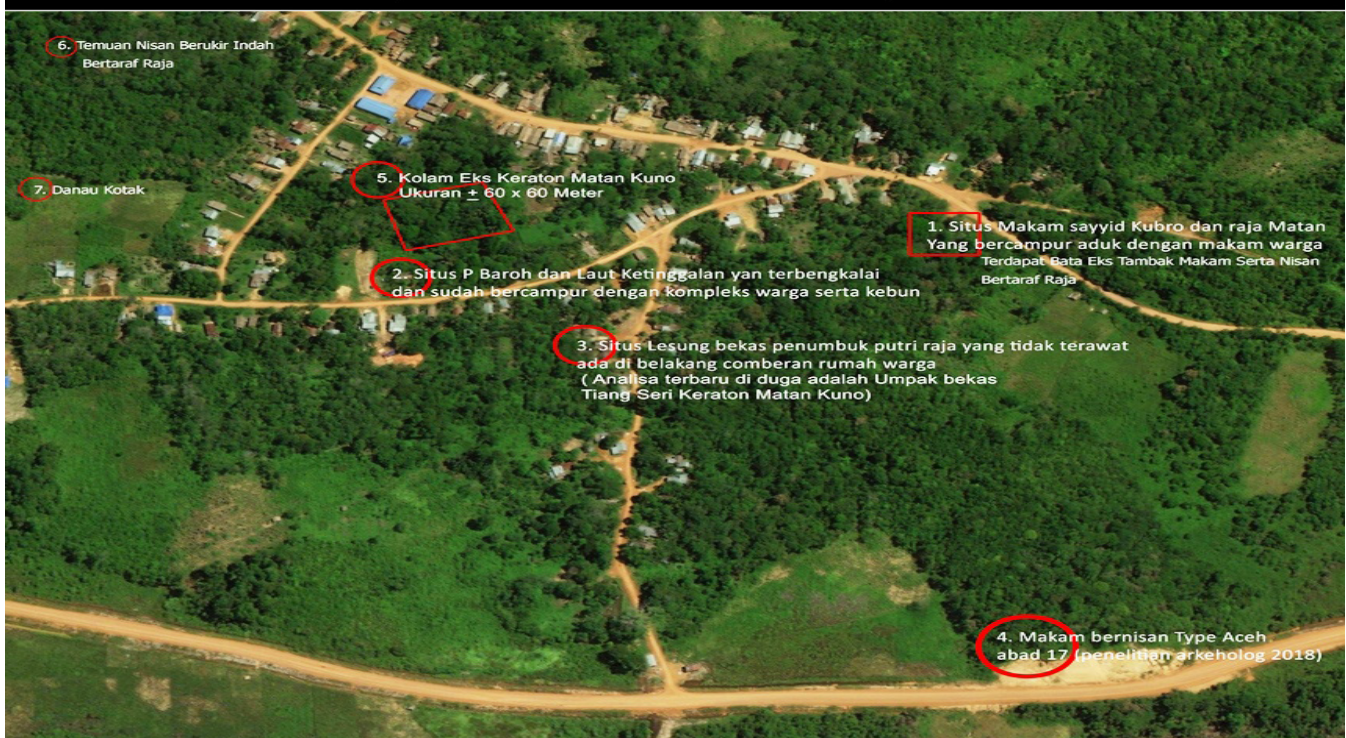 6. Temuan Nisan Berukir Indah
Bertaraf Raja
5. Kolam Eks Keraton Matan Kuno
Ukuran ± 60 x 60 Meter
7. Danau Kotak
1. Situs Makam sayyid Kubro dan raja Matan
Yang bercampur aduk dengan makam warga
Terdapat Bata Eks Tambak Makam Serta Nisan
Bertaraf Raja
2. Situs P Baroh dan Laut Ketinggalan yan terbengkalai
dan sudah bercampur dengan kompleks warga serta kebun
3. Situs Lesung bekas penumbuk putri raja yang tidak terawat
ada di belakang comberan rumah warga
( Analisa terbaru di duga adalah Umpak bekas
Tiang Seri Keraton Matan Kuno)
4. Makam bernisan Type Aceh
abad 17 (penelitian arkeholog 2018)